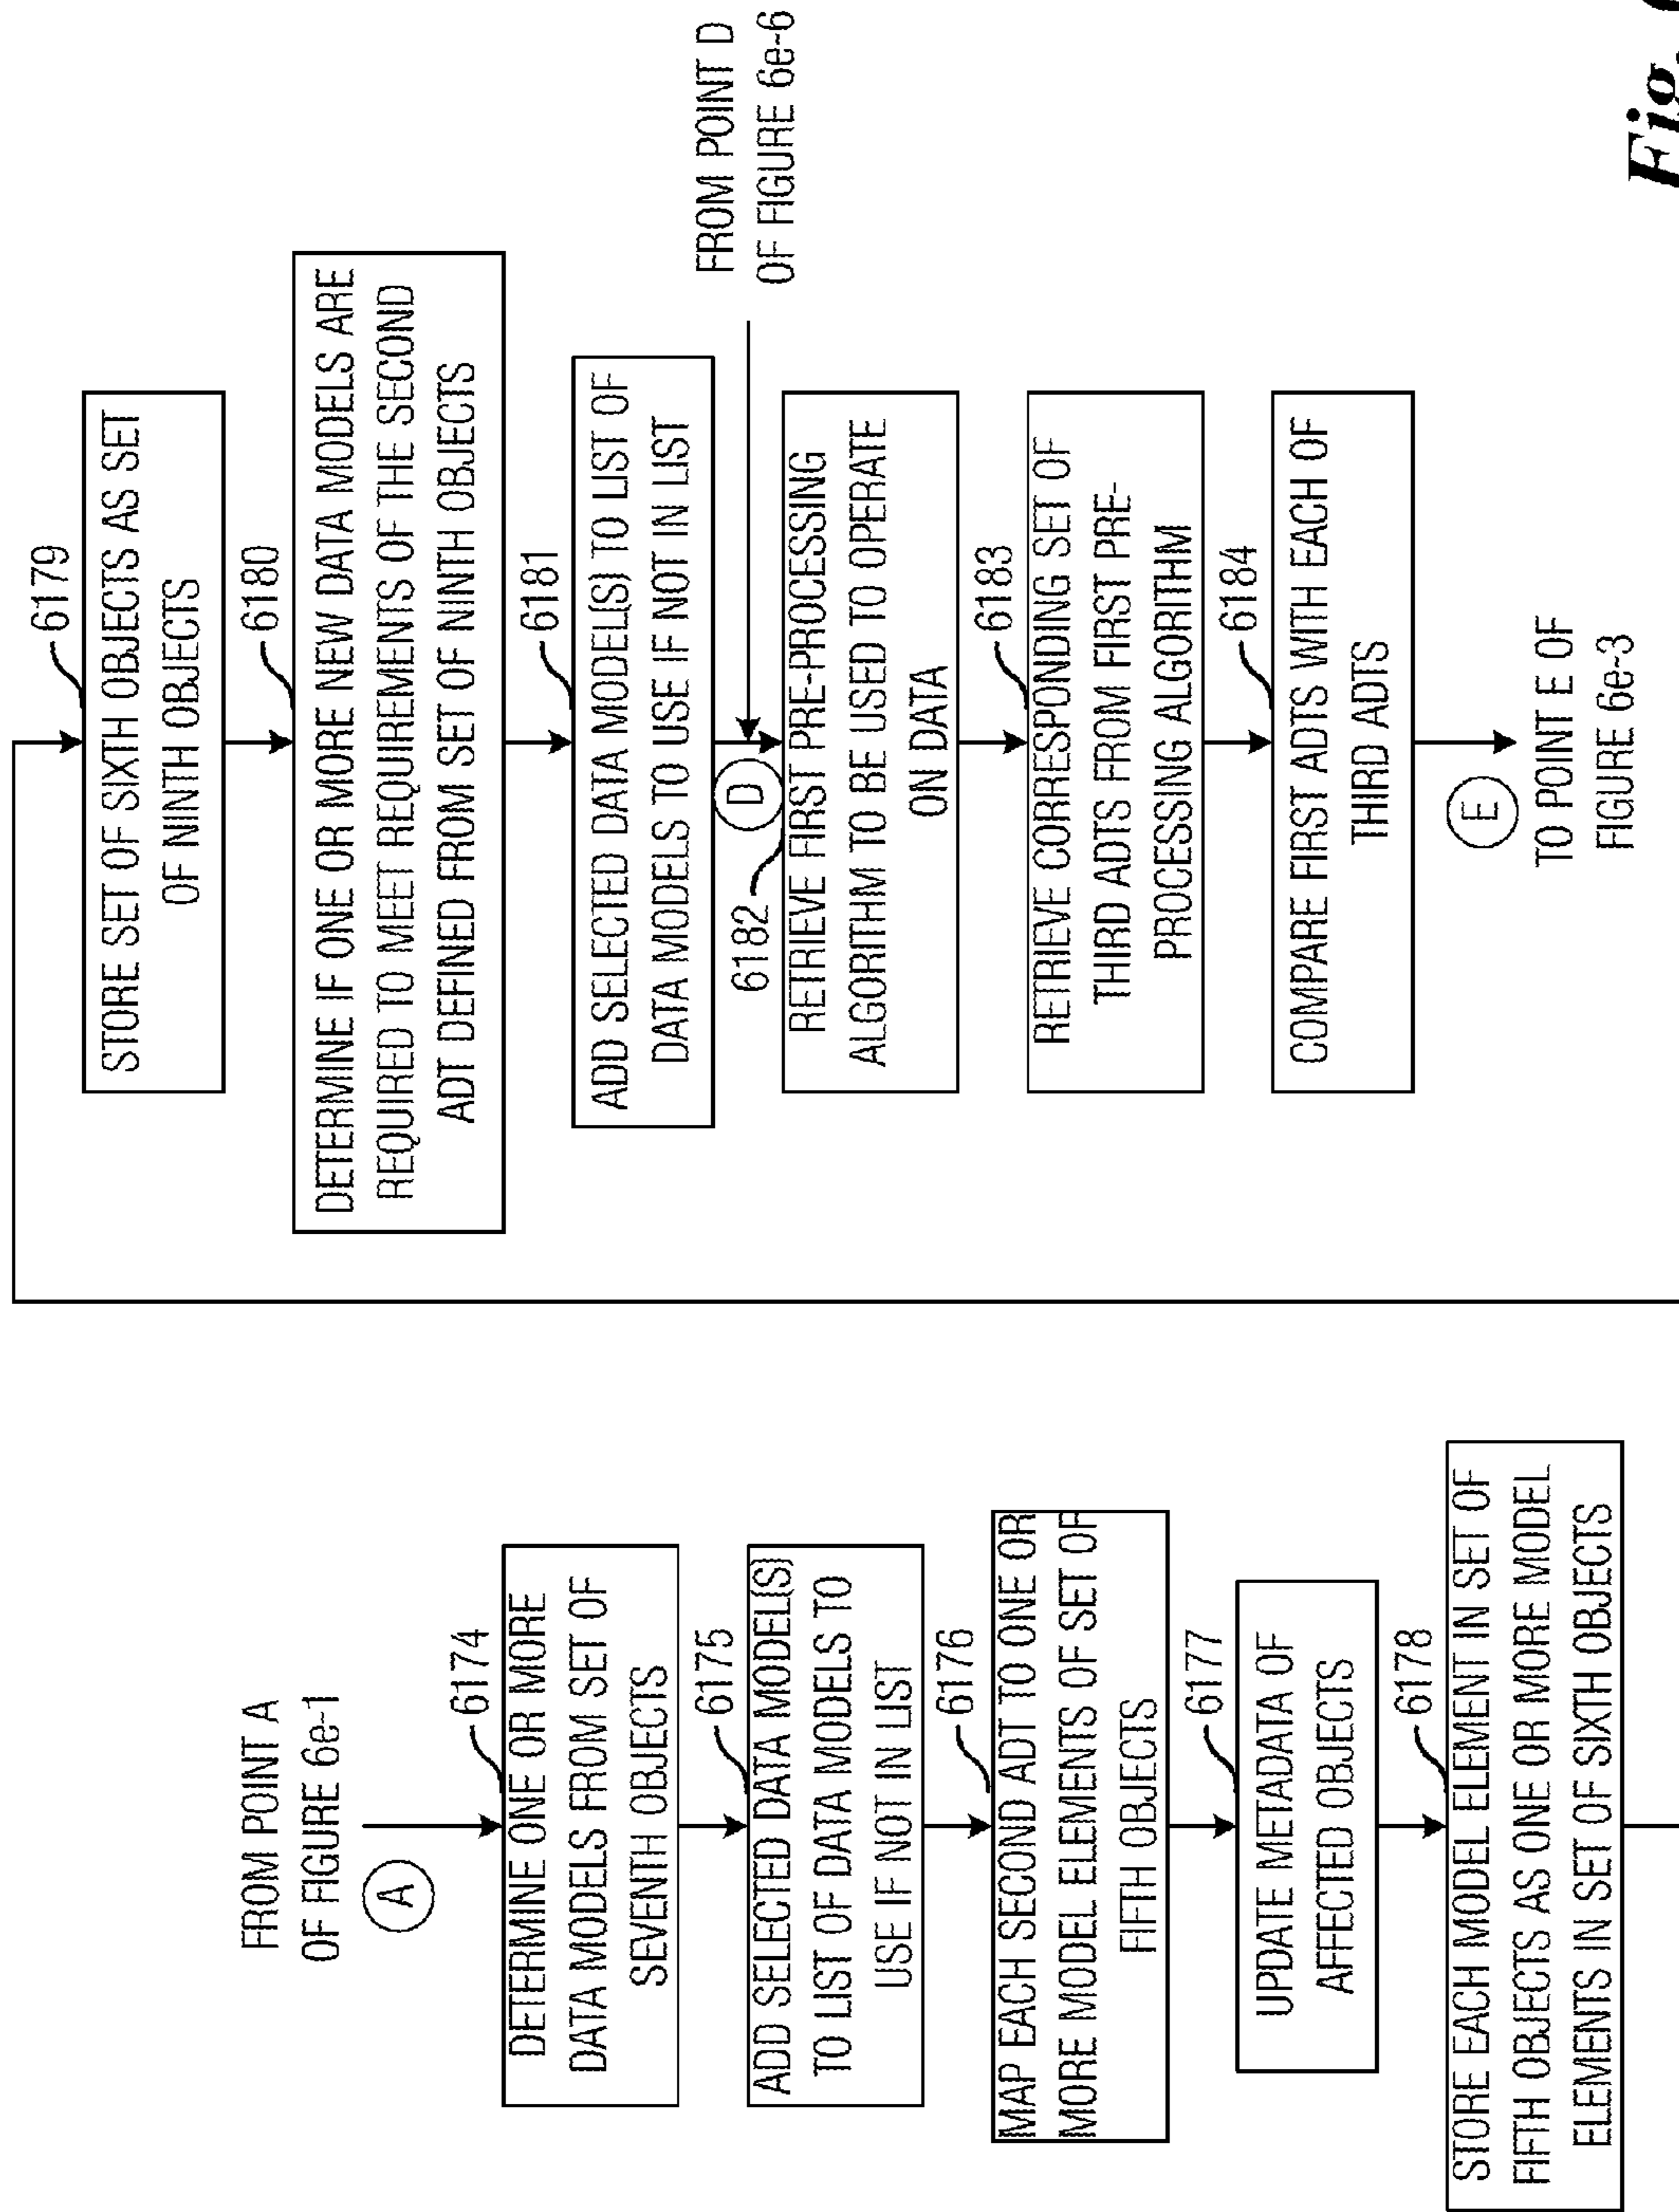 FROM POINT A
OF FIGURE 6e-1
A
6174
DETERMINE ONE OR MORE
DATA MODELS FROM SET OF
SEVENTH OBJECTS
6175
ADD SELECTED DATA MODEL(S)
TO LIST OF DATA MODELS TO
USE IF NOT IN LIST
6176
MAP EACH SECOND ADT TO ONE OR
MORE MODEL ELEMENTS OF SET OF
FIFTH OBJECTS
6177
UPDATE METADATA OF
AFFECTED OBJECTS
6178
STORE EACH MODEL ELEMENT IN SET OF
FIFTH OBJECTS AS ONE OR MORE MODEL
ELEMENTS IN SET OF SIXTH OBJECTS
6179
STORE SET OF SIXTH OBJECTS AS SET
OF NINTH OBJECTS
6180
DETERMINE IF ONE OR MORE NEW DATA MODELS ARE
REQUIRED TO MEET REQUIREMENTS OF THE SECOND
ADT DEFINED FROM SET OF NINTH OBJECTS
6181
ADD SELECTED DATA MODEL(S) TO LIST OF
DATA MODELS TO USE IF NOT IN LIST
FROM POINT D
OF FIGURE 6e-6
D
6182
RETRIEVE FIRST PRE-PROCESSING
ALGORITHM TO BE USED TO OPERATE
ON DATA
6183
RETRIEVE CORRESPONDING SET OF
THIRD ADTS FROM FIRST PRE-
PROCESSING ALGORITHM
6184
COMPARE FIRST ADTS WITH EACH OF
THIRD ADTS
E
TO POINT E OF
FIGURE 6e-3
Fig.